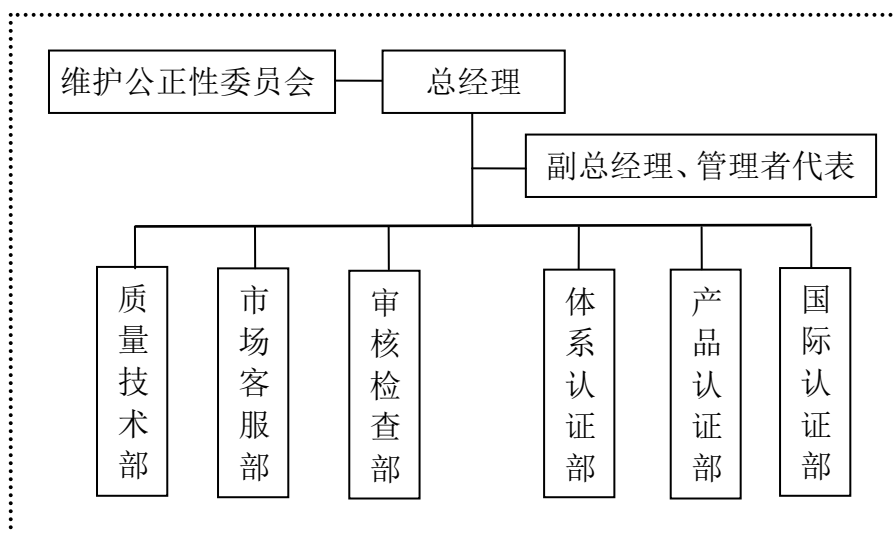 维护公正性委员会
总经理
副总经理、管理者代表
质量技术部
市场客服部
审核检查部
体系认证部
产品认证部
国际认证部